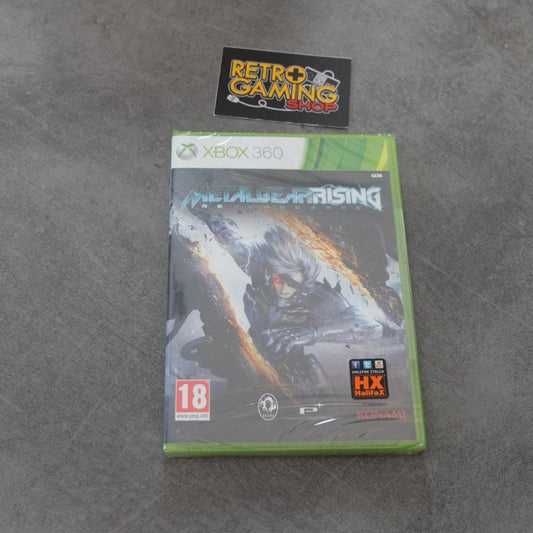 RETRO
GAMING
SHOP
XBOX 360
METAL GEAR RISING
REVENGEANCE
18
www.pegi.info
HALIFAX ITALIA
HX
HalifaX
KONAMI